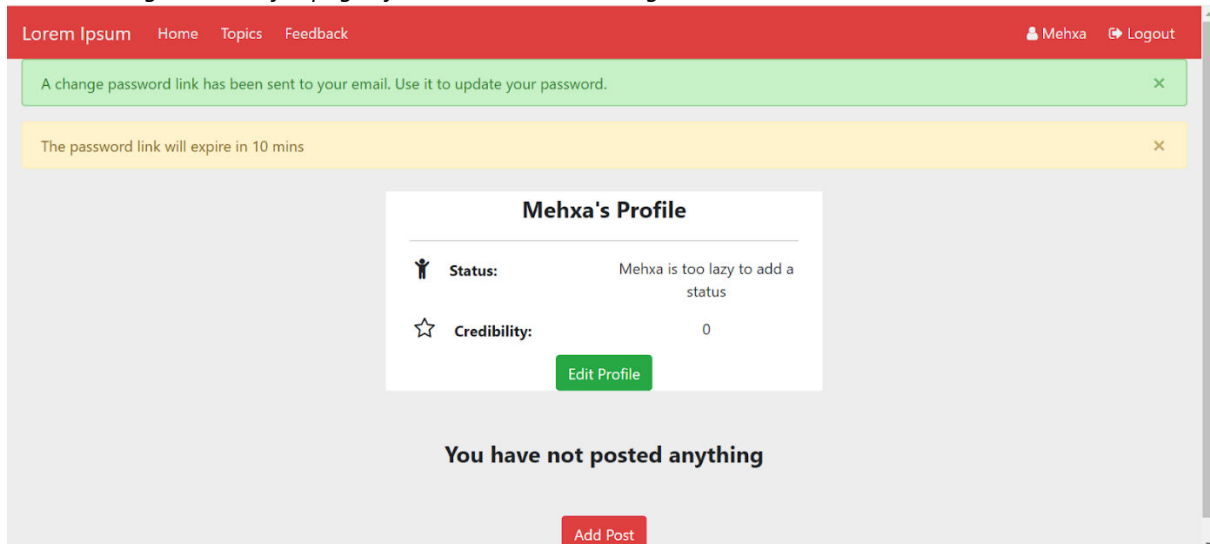 Lorem Ipsum Home Topics Feedback Mehxa Logout
A change password link has been sent to your email. Use it to update your password. ×
The password link will expire in 10 mins ×
Mehxa's Profile
Status: Mehxa is too lazy to add a
status
Credibility: 0
Edit Profile
You have not posted anything
Add Post